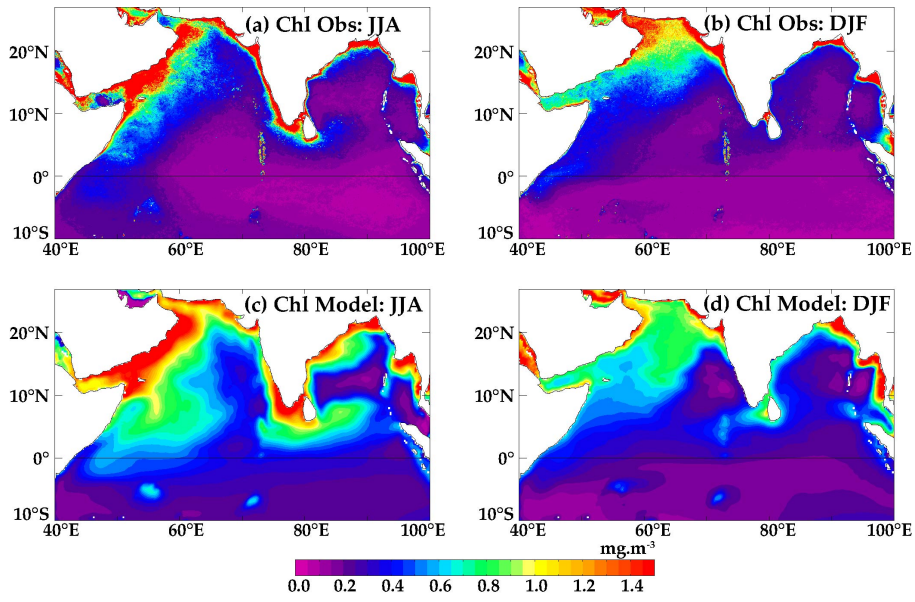 (a) Chl Obs: JJA
20°N
10°N
0°
10°S
40°E 60°E 80°E 100°E
(b) Chl Obs: DJF
20°N
10°N
0°
10°S
40°E 60°E 80°E 100°E
(c) Chl Model: JJA
20°N
10°N
0°
10°S
40°E 60°E 80°E 100°E
(d) Chl Model: DJF
20°N
10°N
0°
10°S
40°E 60°E 80°E 100°E
mg.m⁻³
0.0 0.2 0.4 0.6 0.8 1.0 1.2 1.4